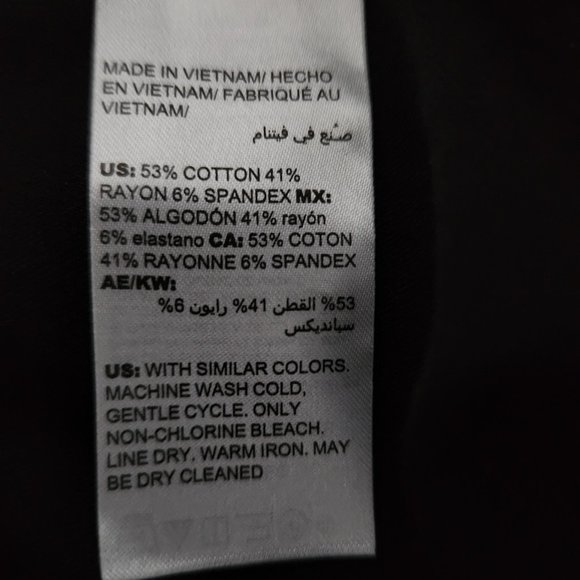 MADE IN VIETNAM/ HECHO
EN VIETNAM/ FABRIQUÉ AU
VIETNAM/
صنع في فيتنام
US: 53% COTTON 41%
RAYON 6% SPANDEX MX:
53% ALGODÓN 41% rayón
6% elastano CA: 53% COTON
41% RAYONNE 6% SPANDEX
AE/KW:
53% القطن 41% رايون 6%
سبانديكس
US: WITH SIMILAR COLORS.
MACHINE WASH COLD,
GENTLE CYCLE. ONLY
NON-CHLORINE BLEACH.
LINE DRY. WARM IRON. MAY
BE DRY CLEANED